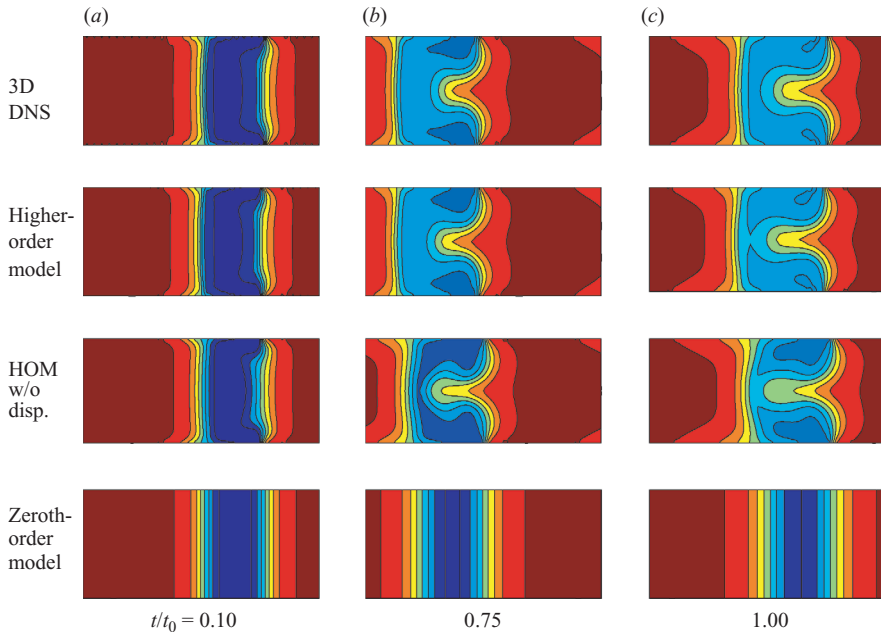 (a) (b) (c)
3D
DNS
Higher-
order
model
HOM
w/o
disp.
Zeroth-
order
model
t/t0 = 0.10 0.75 1.00